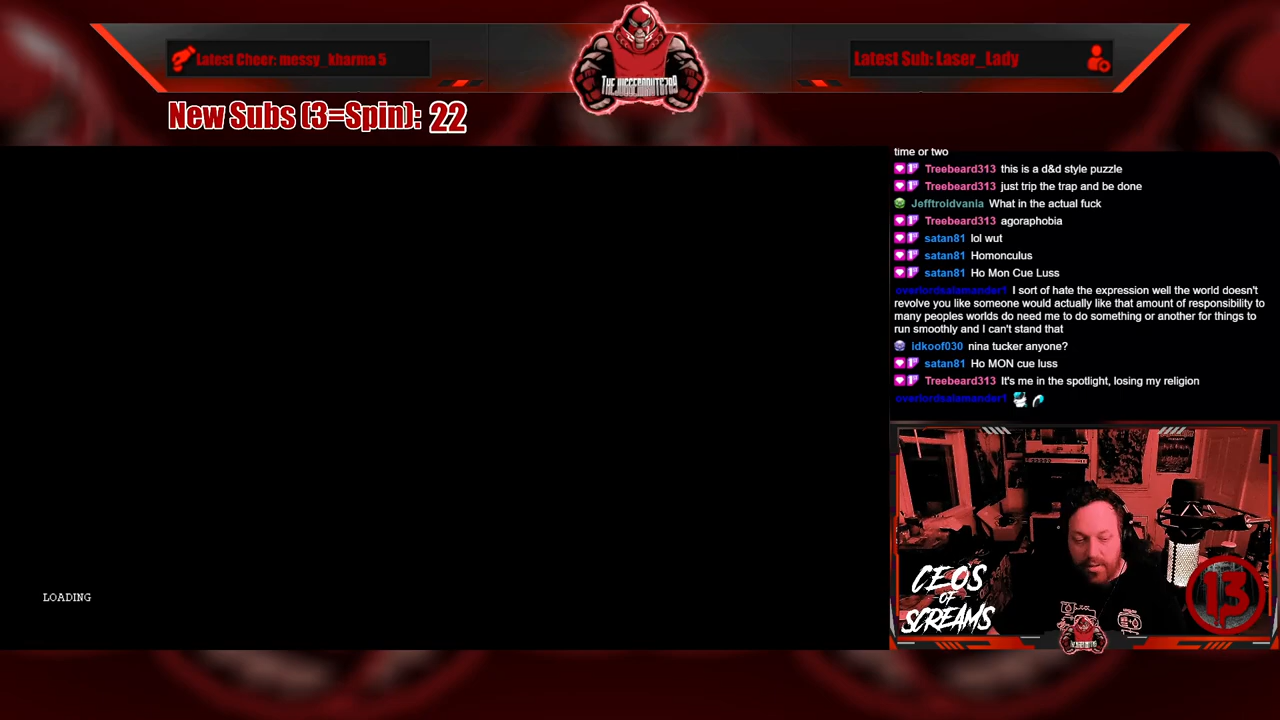 Latest Cheer: messy_kharma 5
THEJUGGERNAUT6789
Latest Sub: Laser_Lady
New Subs (3=Spin): 22
time or two
Treebeard313 this is a d&d style puzzle
Treebeard313 just trip the trap and be done
Jefftroidvania What in the actual fuck
Treebeard313 agoraphobia
satan81 lol wut
satan81 Homonculus
satan81 Ho Mon Cue Luss
overlordsalamander1 I sort of hate the expression well the world doesn't
revolve you like someone would actually like that amount of responsibility to
many peoples worlds do need me to do something or another for things to
run smoothly and I can't stand that
idkoof030 nina tucker anyone?
satan81 Ho MON cue luss
Treebeard313 It's me in the spotlight, losing my religion
overlordsalamander1
LOADING
CEOS
OF
SCREAMS
13